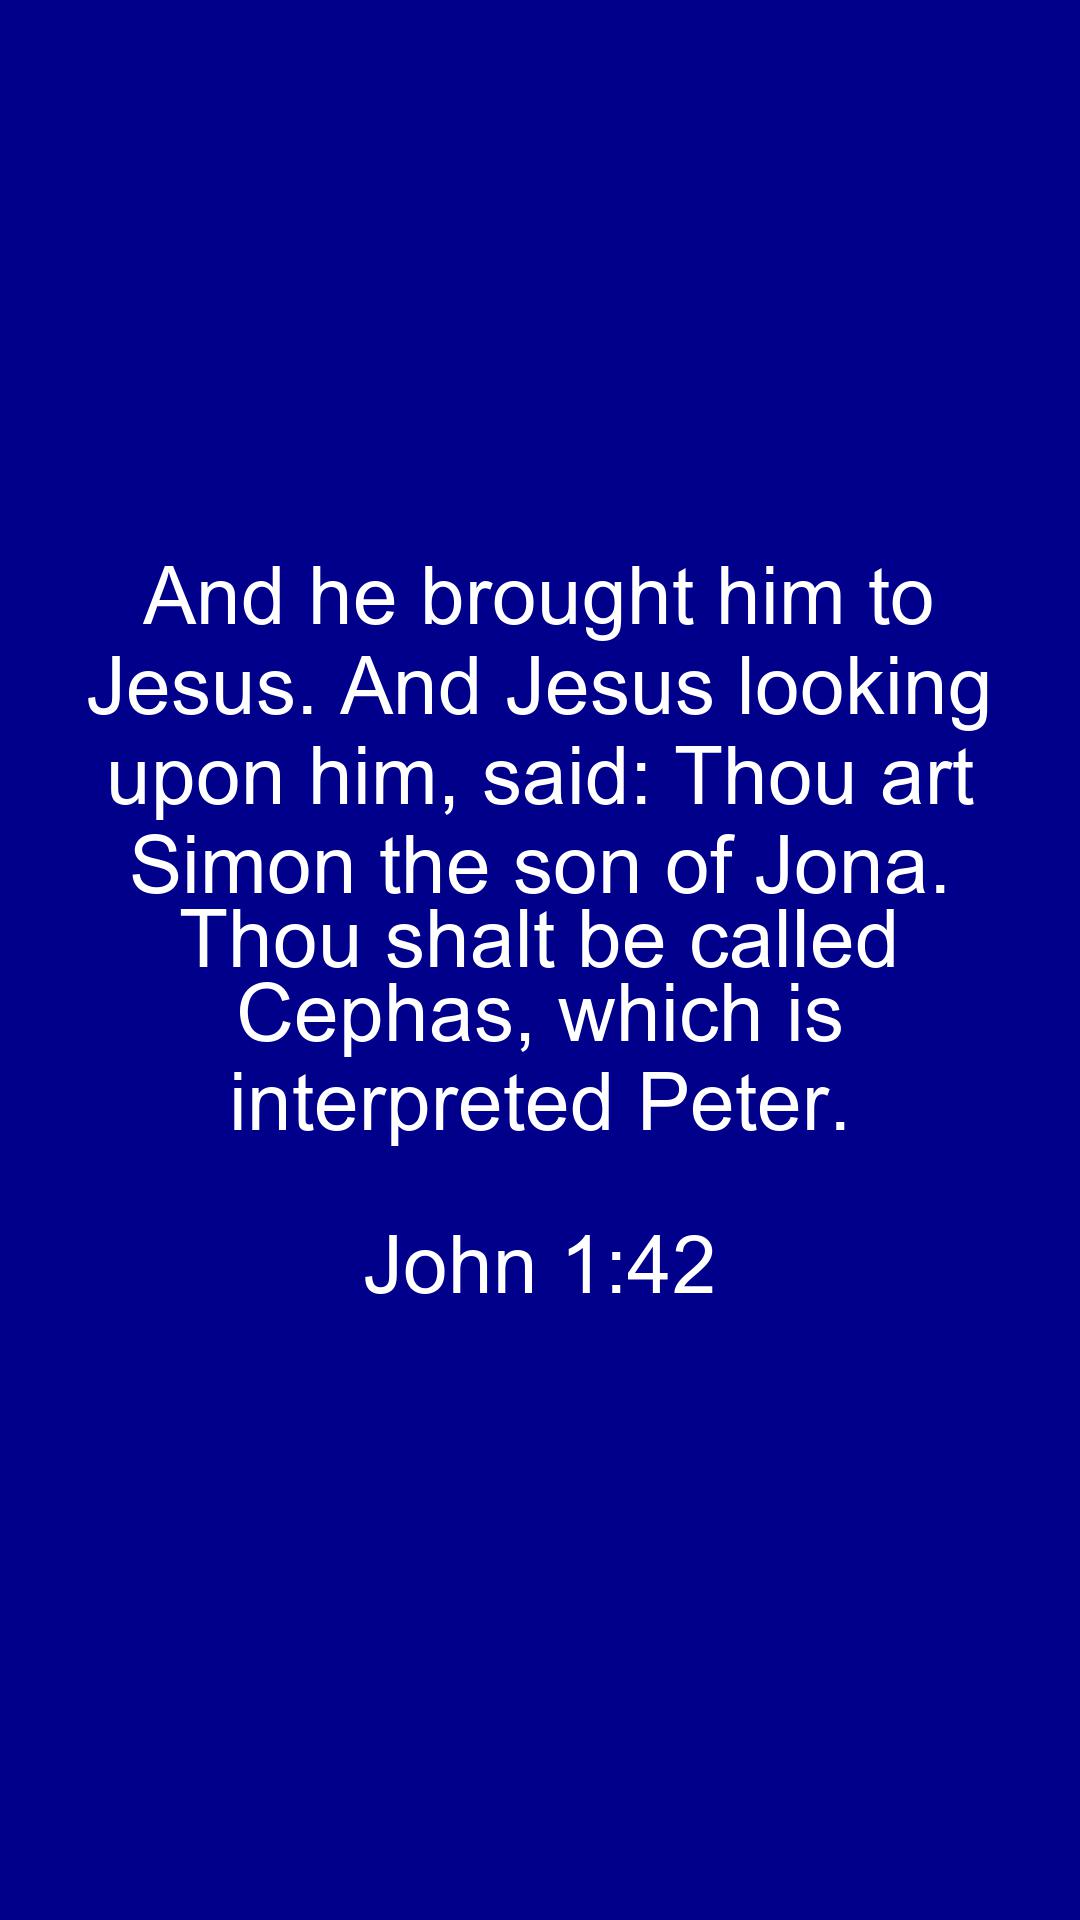 And he brought him to
Jesus. And Jesus looking
upon him, said: Thou art
Simon the son of Jona.
Thou shalt be called
Cephas, which is
interpreted Peter.
John 1:42